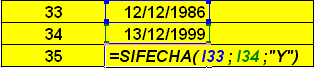 33 12/12/1986
34 13/12/1999
35 =SIFECHA( I33 ; I34 ;"Y")